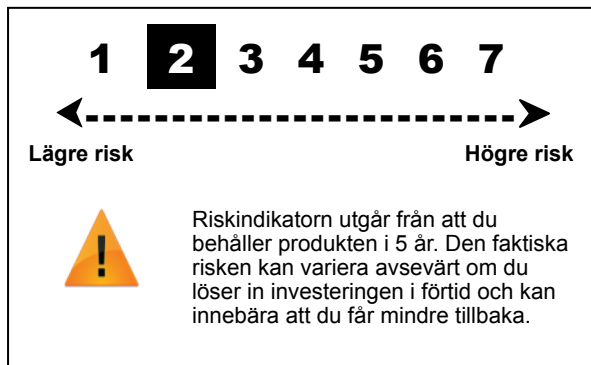 1 2 3 4 5 6 7
Lägre risk Högre risk
Riskindikatorn utgår från att du
behåller produkten i 5 år. Den faktiska
risken kan variera avsevärt om du
löser in investeringen i förtid och kan
innebära att du får mindre tillbaka.